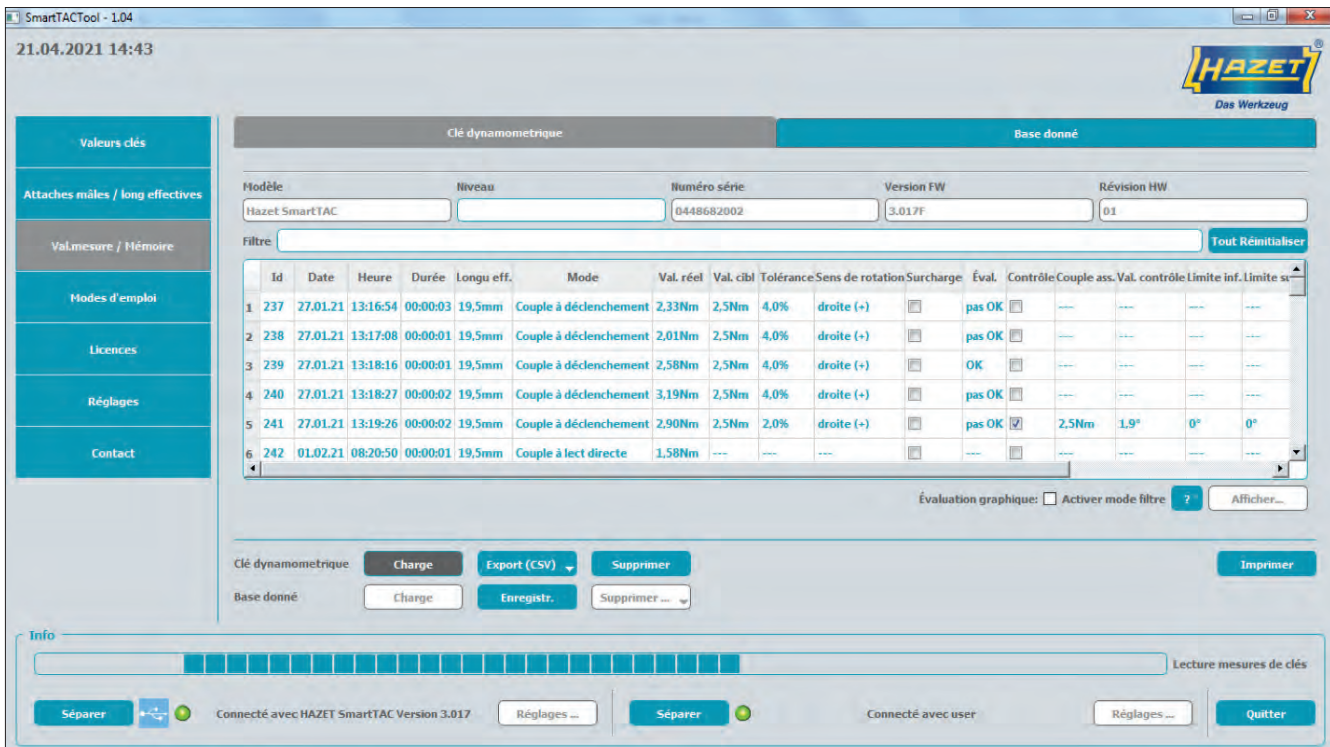 SmartTACTool - 1.04
21.04.2021 14:43
HAZET ®
Das Werkzeug
Valeurs clés
Attaches mâles / long effectives
Val.mesure / Mémoire
Modes d'emploi
Licences
Réglages
Contact
Clé dynamometrique Base donné
Modèle Niveau Numéro série Version FW Révision HW
Hazet SmartTAC 0448682002 3.017F 01
Filtre Tout Réinitialiser
Id Date Heure Durée Longu eff. Mode Val. réel Val. cibl Tolérance Sens de rotation Surcharge Éval. Contrôle Couple ass. Val. contrôle Limite inf. Limite su
1 237 27.01.21 13:16:54 00:00:03 19,5mm Couple à déclenchement 2,33Nm 2,5Nm 4,0% droite (+) pas OK --- --- --- ---
2 238 27.01.21 13:17:08 00:00:01 19,5mm Couple à déclenchement 2,01Nm 2,5Nm 4,0% droite (+) pas OK --- --- --- ---
3 239 27.01.21 13:18:16 00:00:01 19,5mm Couple à déclenchement 2,58Nm 2,5Nm 4,0% droite (+) OK --- --- --- ---
4 240 27.01.21 13:18:27 00:00:02 19,5mm Couple à déclenchement 3,19Nm 2,5Nm 4,0% droite (+) pas OK --- --- --- ---
5 241 27.01.21 13:19:26 00:00:02 19,5mm Couple à déclenchement 2,90Nm 2,5Nm 2,0% droite (+) pas OK 2,5Nm 1,9° 0° 0°
6 242 01.02.21 08:20:50 00:00:01 19,5mm Couple à lect directe 1,58Nm --- --- --- --- --- --- --- ---
Évaluation graphique: Activer mode filtre ? Afficher...
Clé dynamometrique Charge Export (CSV) Supprimer Imprimer
Base donné Charge Enregistr. Supprimer ...
Info
Lecture mesures de clés
Séparer Connecté avec HAZET SmartTAC Version 3.017 Réglages ... Séparer Connecté avec user Réglages ... Quitter